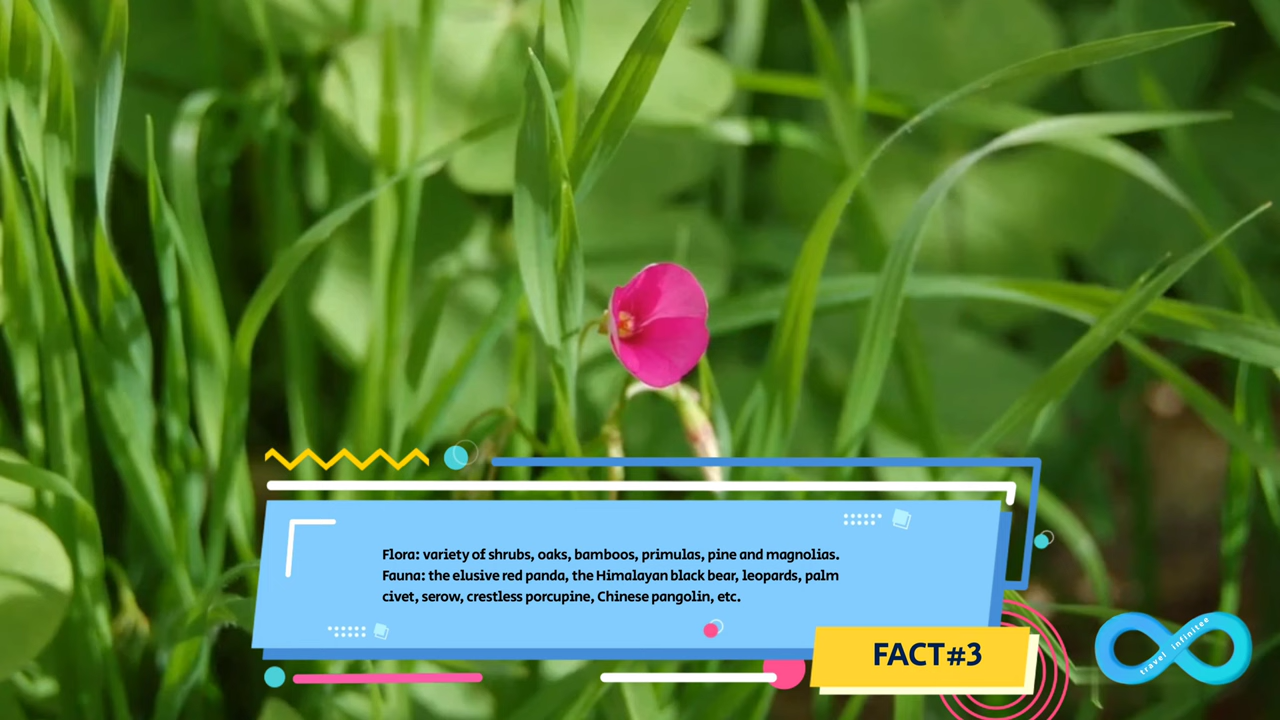 Flora: variety of shrubs, oaks, bamboos, primulas, pine and magnolias.
Fauna: the elusive red panda, the Himalayan black bear, leopards, palm
civet, serow, crestless porcupine, Chinese pangolin, etc.
FACT#3
travel infinitee